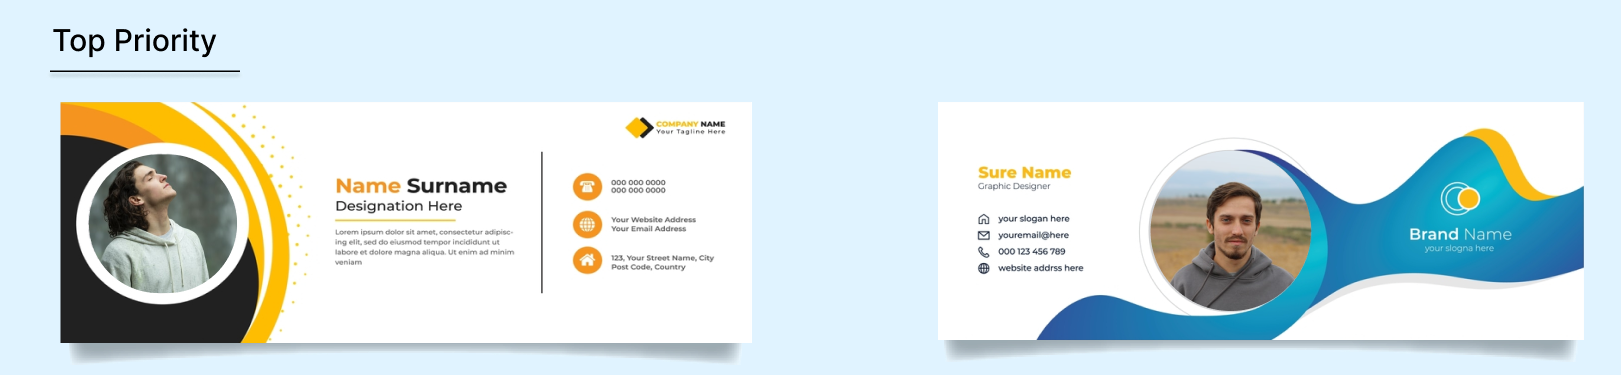 Top Priority
COMPANY NAME
Your Tagline Here
Name Surname
Designation Here
Lorem ipsum dolor sit amet, consectetur adipisc-
ing elit, sed do eiusmod tempor incididunt ut
labore et dolore magna aliqua. Ut enim ad minim
veniam
000 000 0000
000 000 0000
Your Website Address
Your Email Address
123, Your Street Name, City
Post Code, Country
Sure Name
Graphic Designer
your slogan here
youremail@here
000 123 456 789
website addrss here
Brand Name
your slogna here